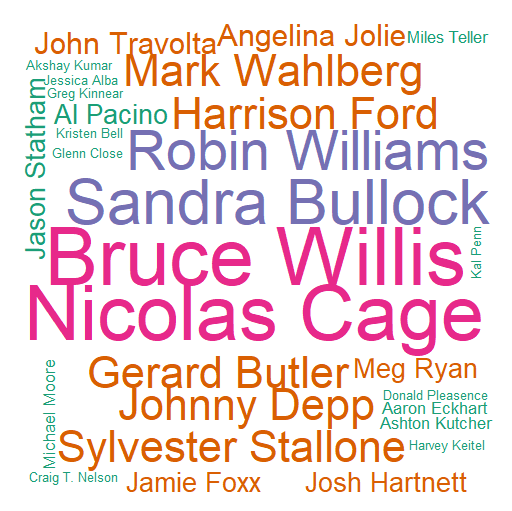 John Travolta
Angelina Jolie
Miles Teller
Akshay Kumar
Mark Wahlberg
Jessica Alba
Greg Kinnear
Al Pacino
Harrison Ford
Kristen Bell
Robin Williams
Glenn Close
Jason Statham
Sandra Bullock
Bruce Willis
Kal Penn
Nicolas Cage
Gerard Butler
Meg Ryan
Michael Moore
Johnny Depp
Donald Pleasence
Aaron Eckhart
Ashton Kutcher
Sylvester Stallone
Harvey Keitel
Craig T. Nelson
Jamie Foxx
Josh Hartnett